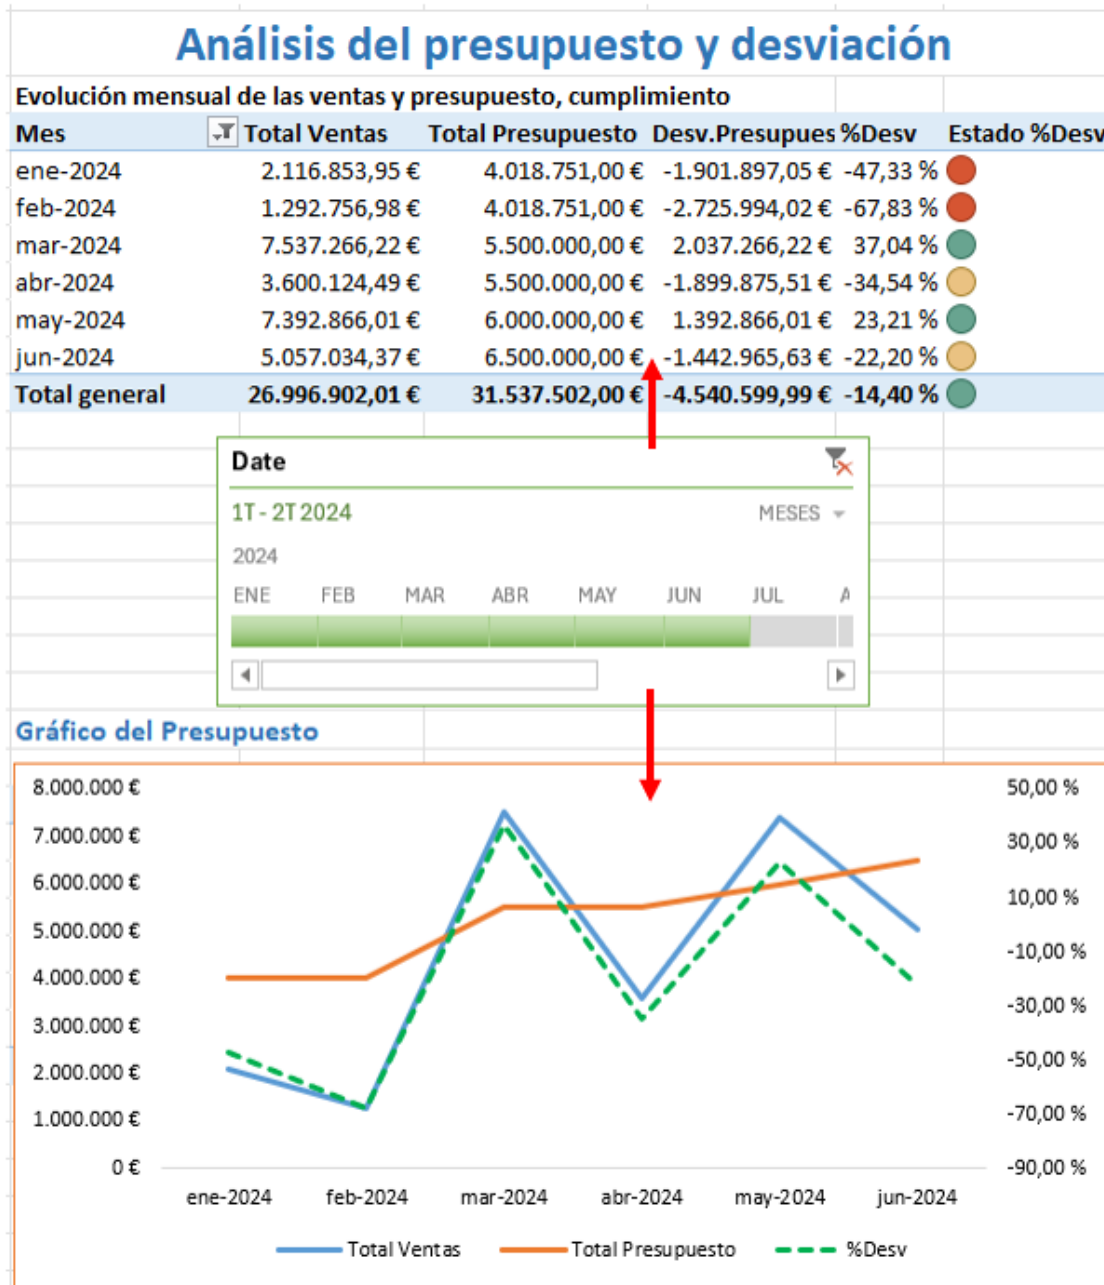 Análisis del presupuesto y desviación
Evolución mensual de las ventas y presupuesto, cumplimiento
Mes Total Ventas Total Presupuesto Desv.Presupues %Desv Estado %Desv
ene-2024 2.116.853,95 € 4.018.751,00 € -1.901.897,05 € -47,33 %
feb-2024 1.292.756,98 € 4.018.751,00 € -2.725.994,02 € -67,83 %
mar-2024 7.537.266,22 € 5.500.000,00 € 2.037.266,22 € 37,04 %
abr-2024 3.600.124,49 € 5.500.000,00 € -1.899.875,51 € -34,54 %
may-2024 7.392.866,01 € 6.000.000,00 € 1.392.866,01 € 23,21 %
jun-2024 5.057.034,37 € 6.500.000,00 € -1.442.965,63 € -22,20 %
Total general 26.996.902,01 € 31.537.502,00 € -4.540.599,99 € -14,40 %
Date
1T - 2T 2024 MESES
2024
ENE FEB MAR ABR MAY JUN JUL A
Gráfico del Presupuesto
8.000.000 € 50,00 %
7.000.000 € 30,00 %
6.000.000 € 10,00 %
5.000.000 € -10,00 %
4.000.000 € -30,00 %
3.000.000 € -50,00 %
2.000.000 € -70,00 %
1.000.000 € -90,00 %
0 €
ene-2024 feb-2024 mar-2024 abr-2024 may-2024 jun-2024
Total Ventas Total Presupuesto %Desv